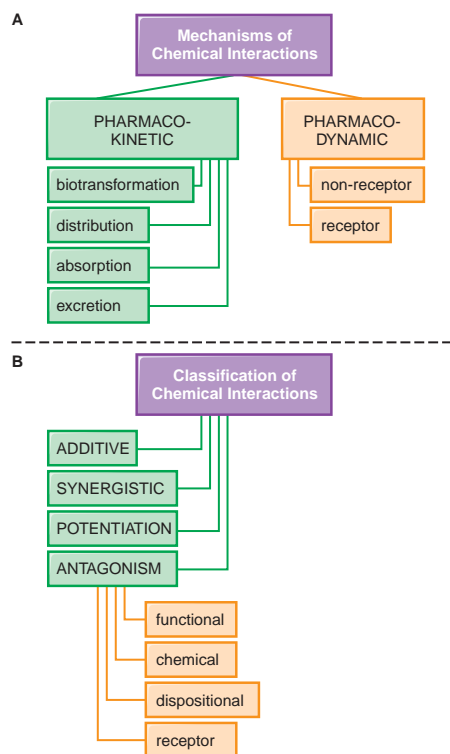 A
Mechanisms of
Chemical Interactions
PHARMACO-
KINETIC
PHARMACO-
DYNAMIC
biotransformation
non-receptor
distribution
receptor
absorption
excretion
B
Classification of
Chemical Interactions
ADDITIVE
SYNERGISTIC
POTENTIATION
ANTAGONISM
functional
chemical
dispositional
receptor